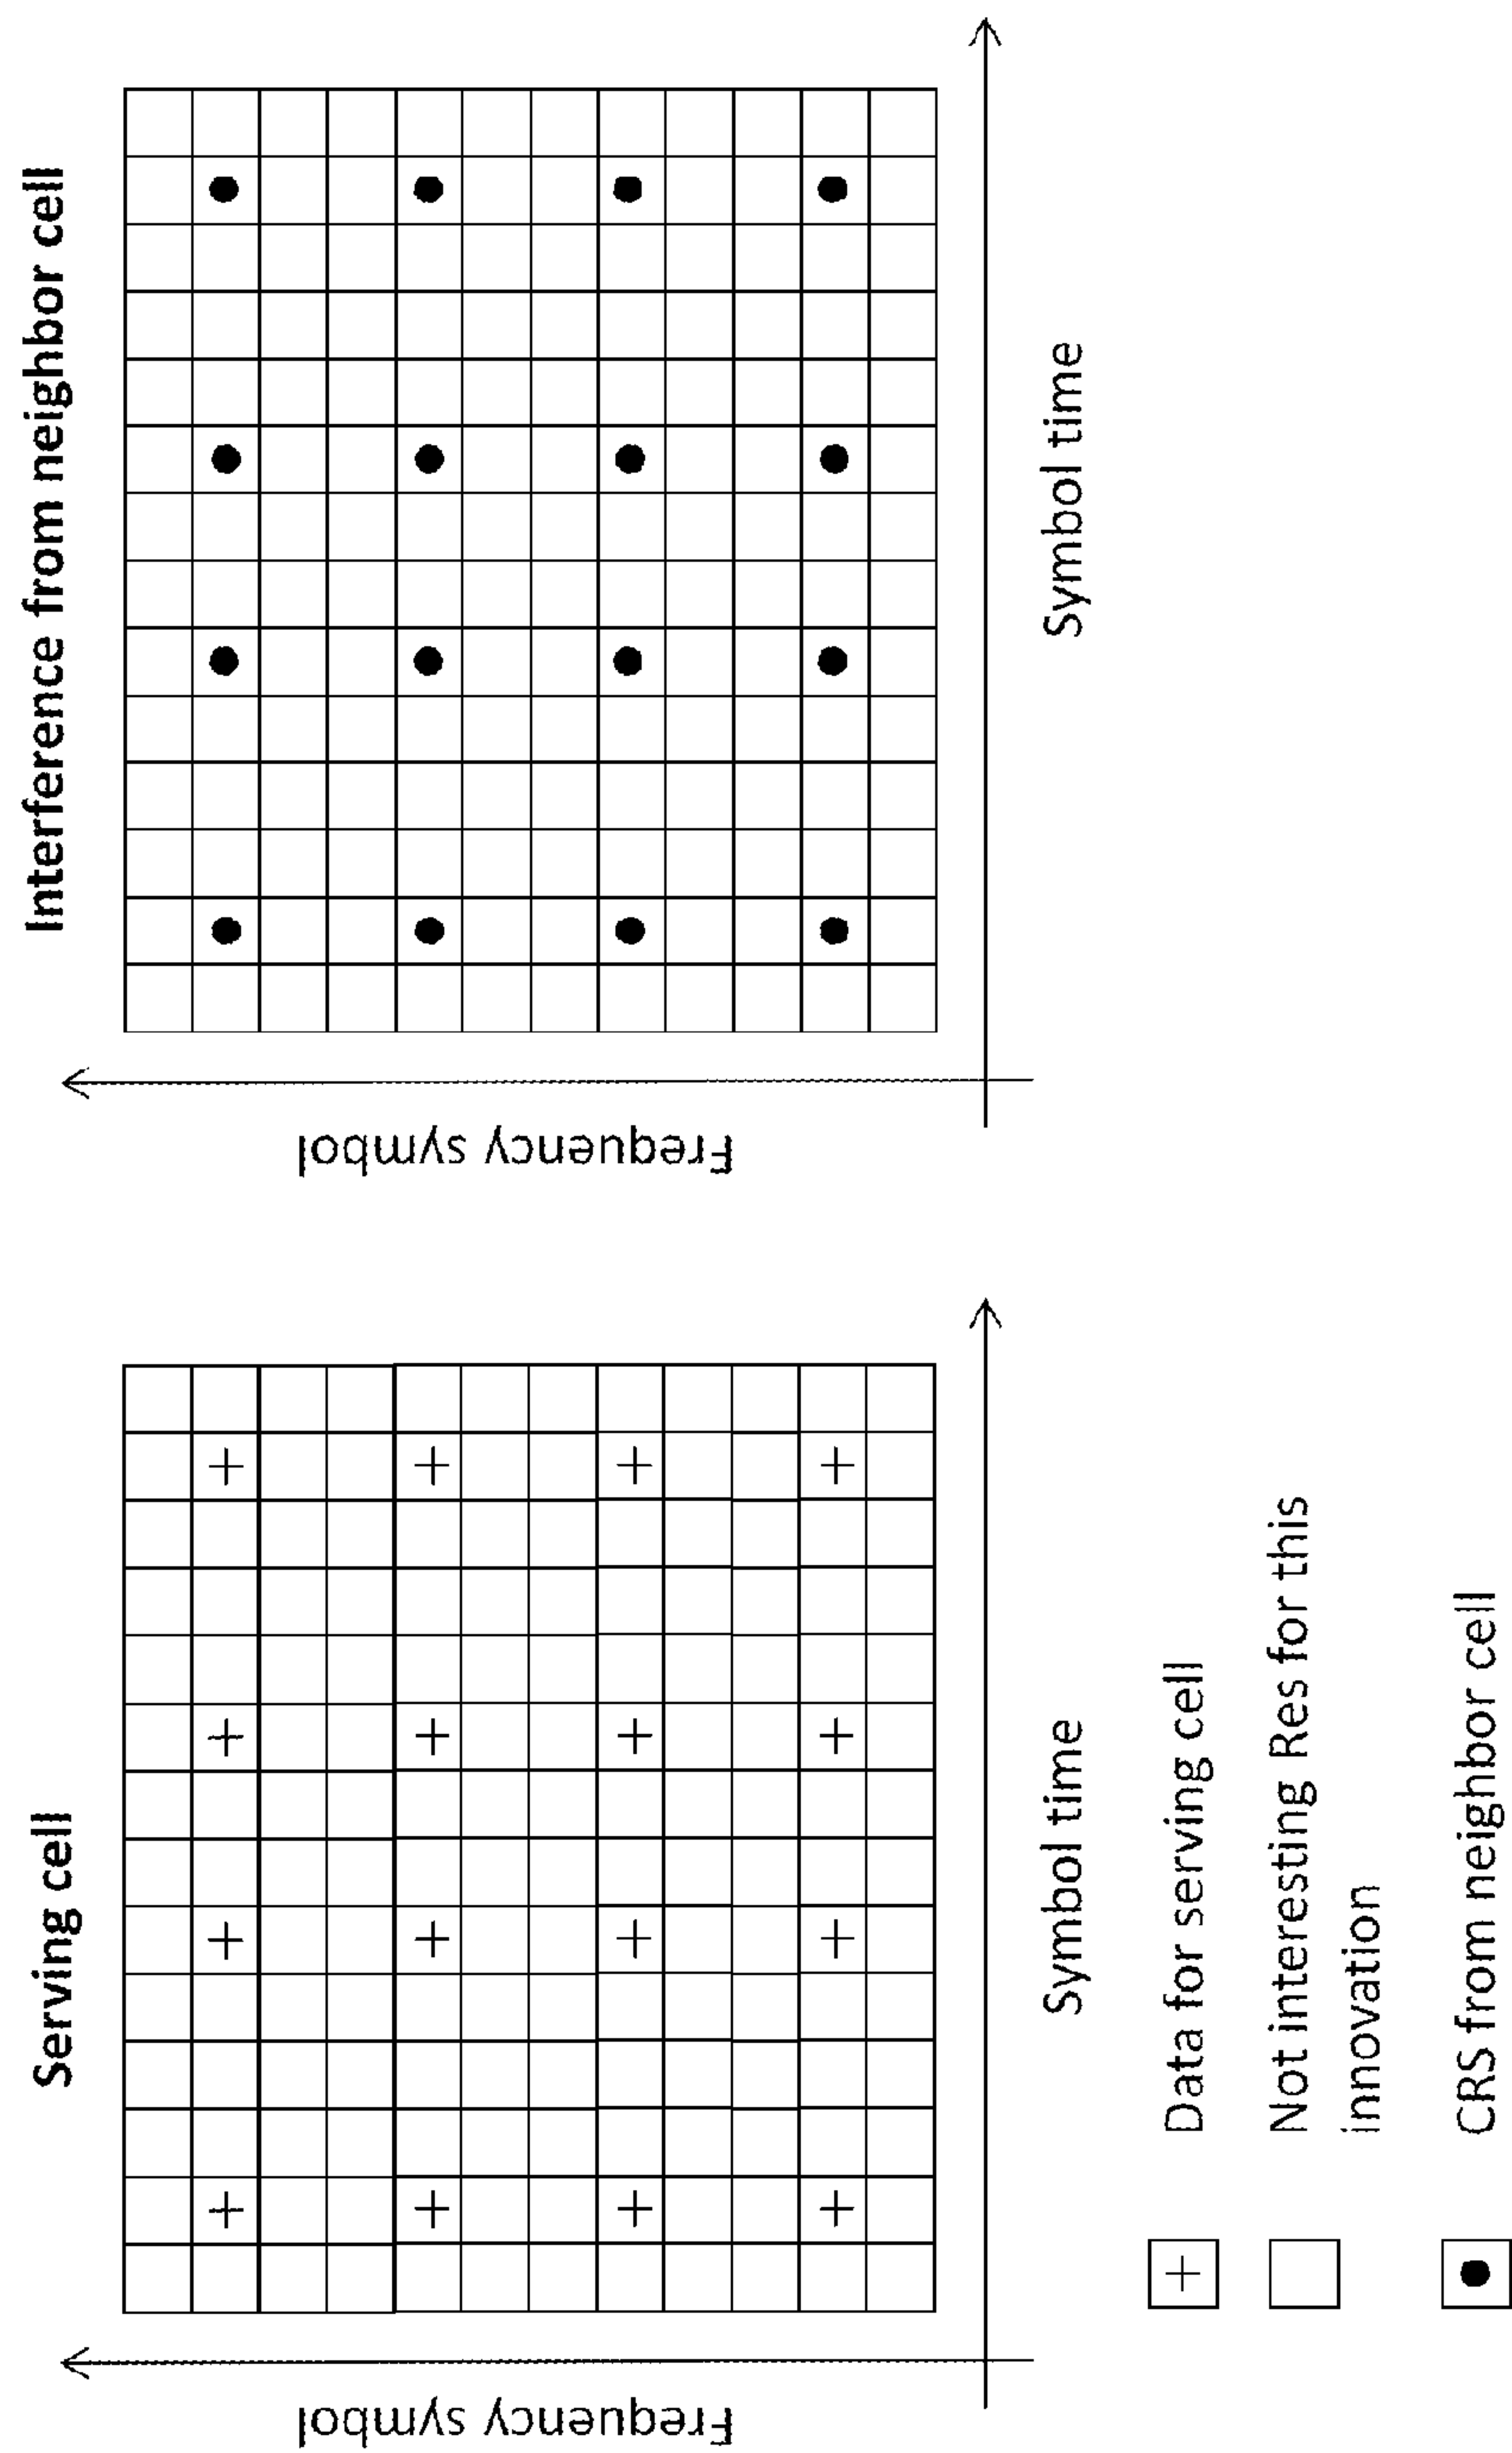 Serving cell
Frequency symbol
Symbol time
Interference from neighbor cell
Frequency symbol
Symbol time
Data for serving cell
Not interesting Res for this
innovation
CRS from neighbor cell